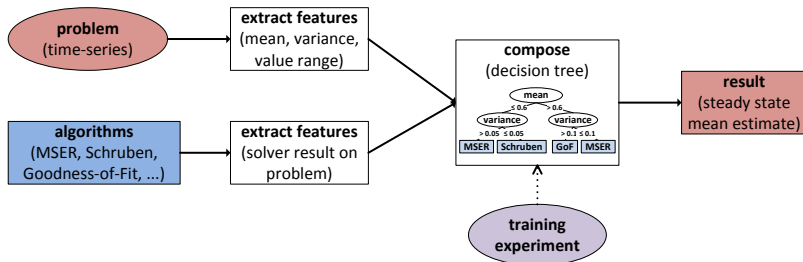 problem
(time-series)
extract features
(mean, variance,
value range)
algorithms
(MSER, Schruben,
Goodness-of-Fit, ...)
extract features
(solver result on
problem)
compose
(decision tree)
mean
≤ 0.6 > 0.6
variance variance
> 0.05 ≤ 0.05 > 0.1 ≤ 0.1
MSER Schruben GoF MSER
training
experiment
result
(steady state
mean estimate)